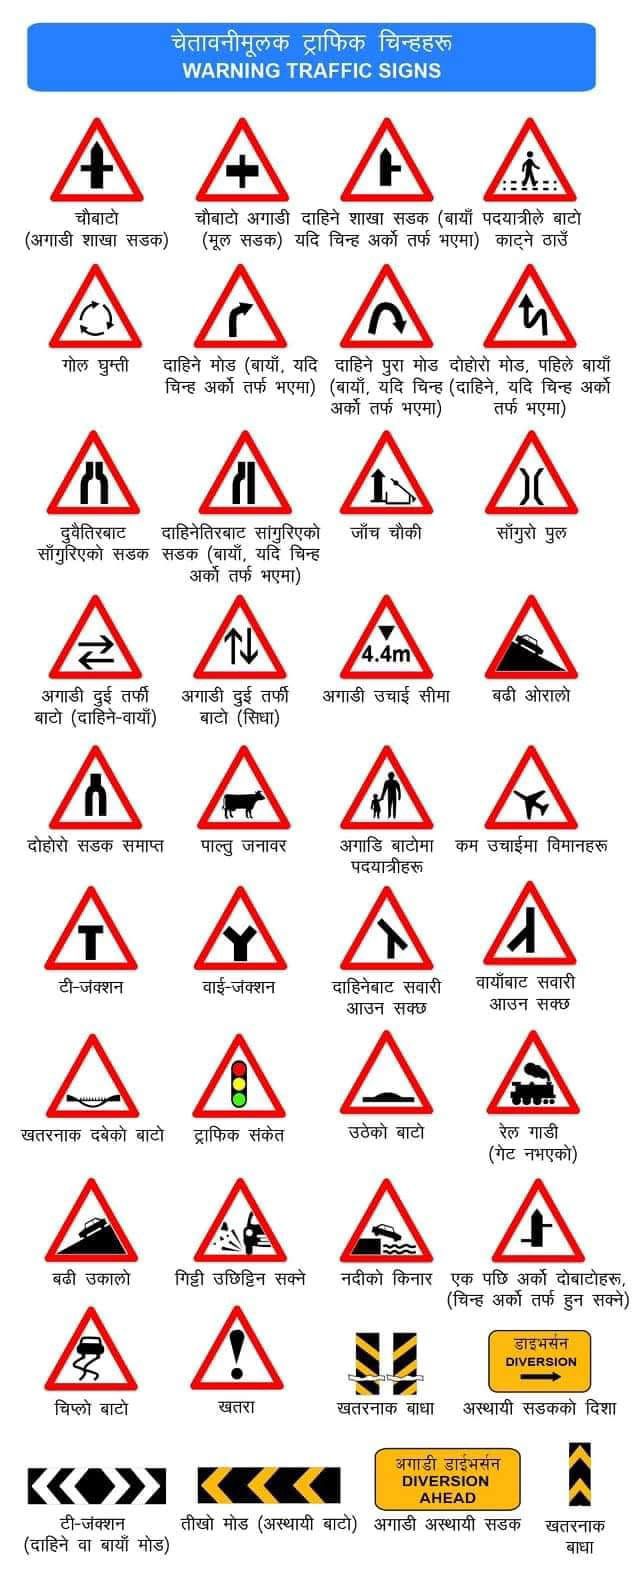 चेतावनीमूलक ट्राफिक चिन्हहरू
WARNING TRAFFIC SIGNS
चौबाटो
(अगाडी शाखा सडक)
चौबाटो अगाडी
(मूल सडक)
दाहिने शाखा सडक (बायाँ
यदि चिन्ह अर्को तर्फ भएमा)
पदयात्रीले बाटो
काट्ने ठाउँ
गोल घुम्ती
दाहिने मोड (बायाँ, यदि
चिन्ह अर्को तर्फ भएमा)
दाहिने पुरा मोड
(बायाँ, यदि चिन्ह
अर्को तर्फ भएमा)
दोहोरो मोड, पहिले बायाँ
(दाहिने, यदि चिन्ह अर्को
तर्फ भएमा)
दुवैतिरबाट
साँगुरिएको सडक
दाहिनेतिरबाट सांगुरिएको
सडक (बायाँ, यदि चिन्ह
अर्को तर्फ भएमा)
जाँच चौकी
साँगुरो पुल
4.4m
अगाडी दुई तर्फी
बाटो (दाहिने-वायाँ)
अगाडी दुई तर्फी
बाटो (सिधा)
अगाडी उचाई सीमा
बढी ओरालो
दोहोरो सडक समाप्त
पाल्तु जनावर
अगाडि बाटोमा
पदयात्रीहरू
कम उचाईमा विमानहरू
टी-जंक्शन
वाई-जंक्शन
दाहिनेबाट सवारी
आउन सक्छ
वायाँबाट सवारी
आउन सक्छ
खतरनाक दबेको बाटो
ट्राफिक संकेत
उठेको बाटो
रेल गाडी
(गेट नभएको)
बढी उकालो
गिट्टी उछिट्टिन सक्ने
नदीको किनार
एक पछि अर्को दोबाटोहरू,
(चिन्ह अर्को तर्फ हुन सक्ने)
चिप्लो बाटो
खतरा
खतरनाक बाधा
डाइभर्सन
DIVERSION
अस्थायी सडकको दिशा
टी-जंक्शन
(दाहिने वा बायाँ मोड)
तीखो मोड (अस्थायी बाटो)
अगाडी डाईभर्सन
DIVERSION
AHEAD
अगाडी अस्थायी सडक
खतरनाक
बाधा